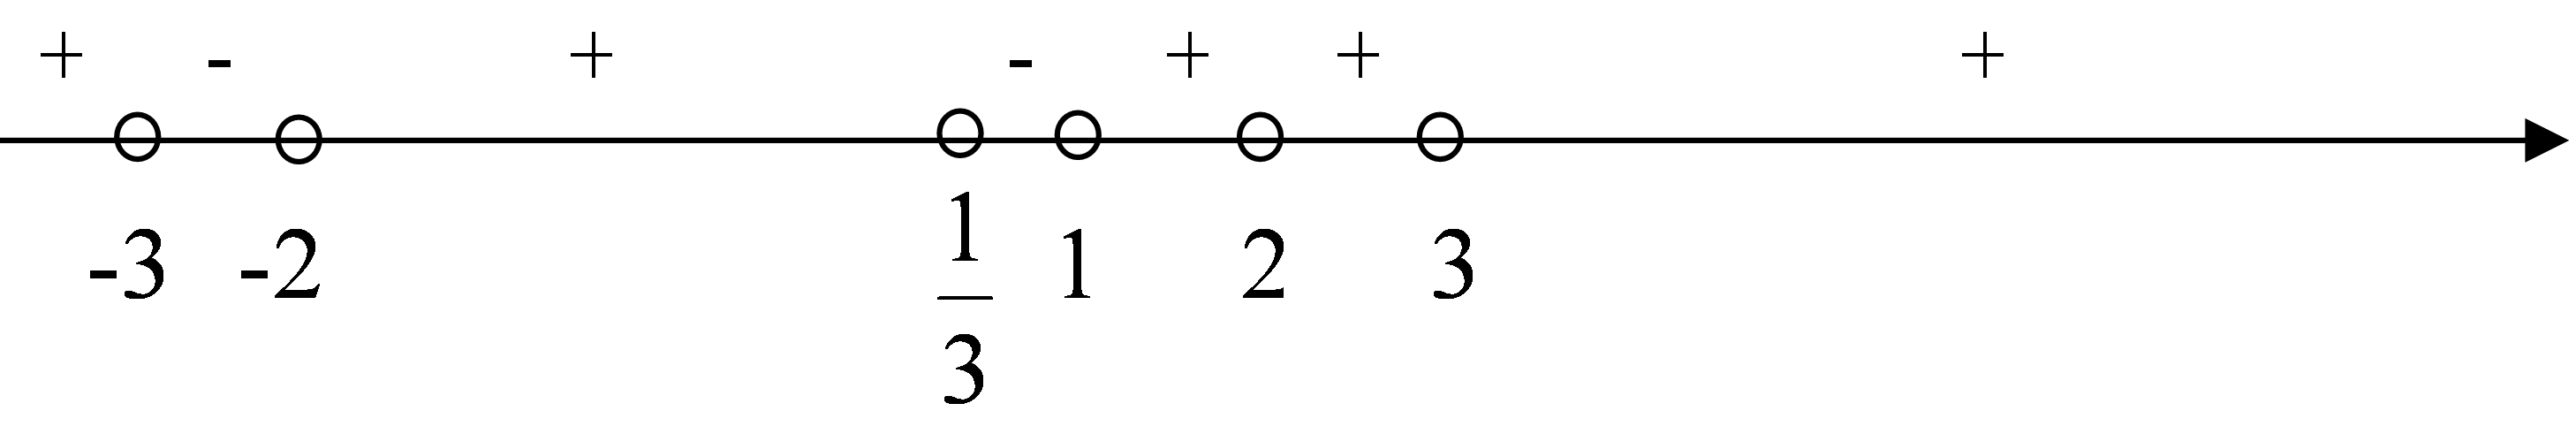 + - + - + + +
-3 -2 1/3 1 2 3